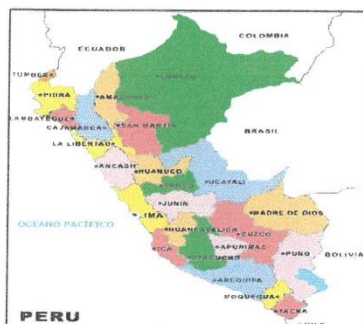 COLOMBIA
ECUADOR
TUMBES
LORETO
PIURA
AMAZONAS
LAMBAYEQUE
CAJAMARCA
SAN MARTIN
BRASIL
LA LIBERTAD
ANCASH
HUANUCO
UCAYALI
PASCO
JUNIN
LIMA
MADRE DE DIOS
HUANCAVELICA
CUZCO
OCEANO PACÍFICO
ICA
APURIMAC
AYACUCHO
PUNO
BOLIVIA
AREQUIPA
MOQUEGUA
TACNA
PERU